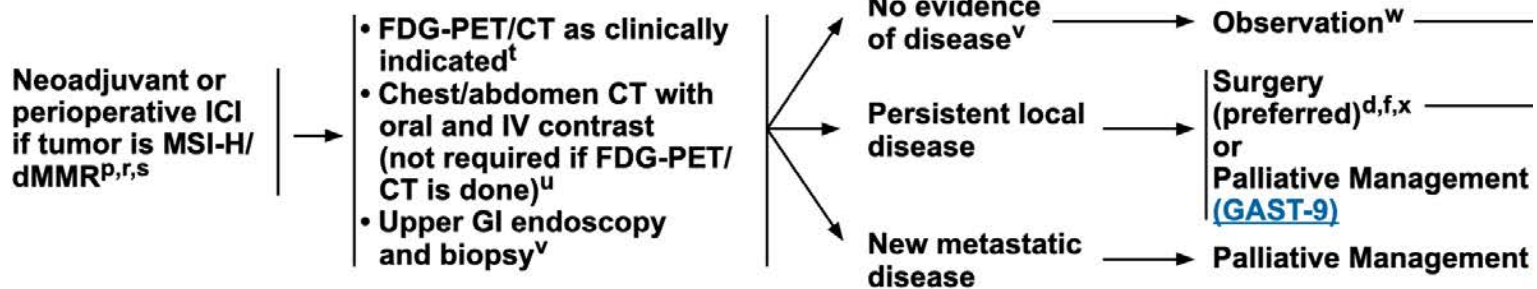 Neoadjuvant or
perioperative ICI
if tumor is MSI-H/
dMMRp,r,s
• FDG-PET/CT as clinically
indicatedt
• Chest/abdomen CT with
oral and IV contrast
(not required if FDG-PET/
CT is done)u
• Upper GI endoscopy
and biopsyv
No evidence
of diseasev
Observationw
Persistent local
disease
Surgery
(preferred)d,f,x
or
Palliative Management
(GAST-9)
New metastatic
disease
Palliative Management